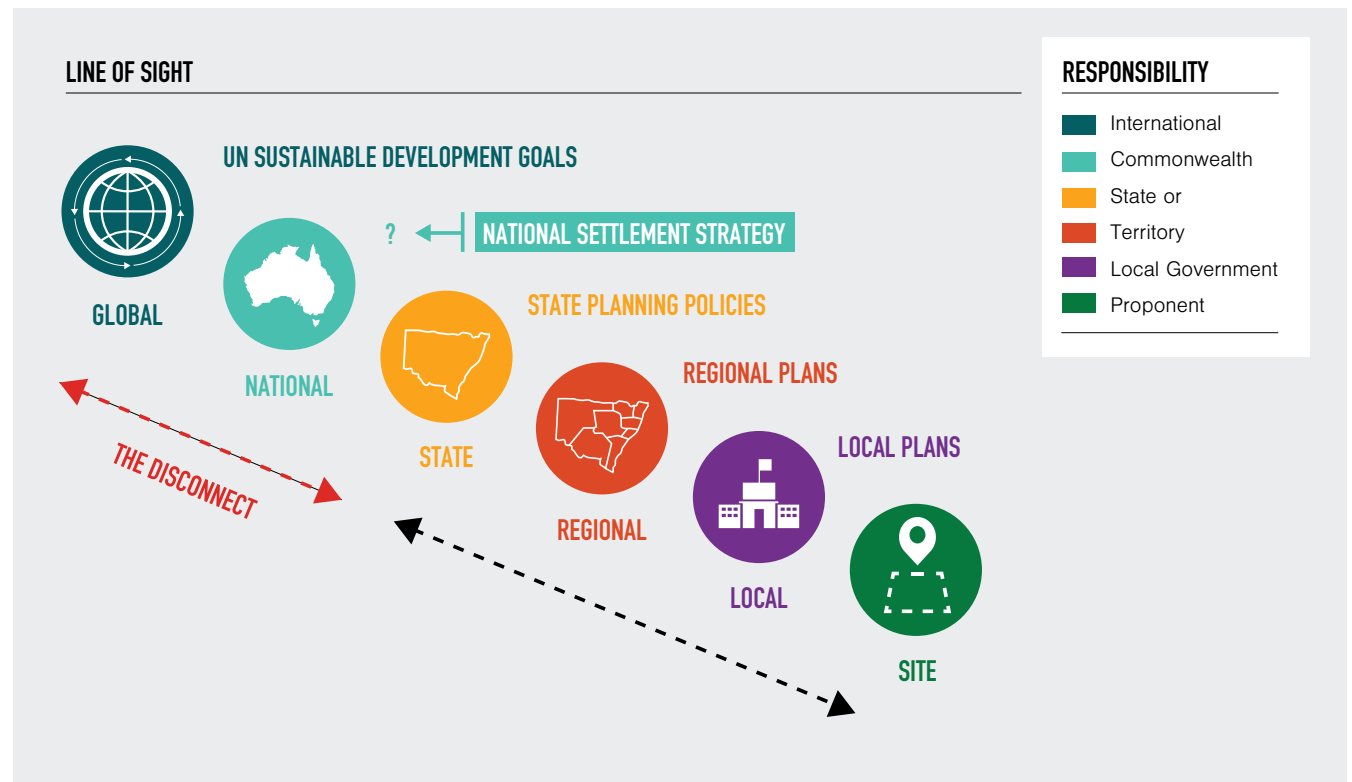 LINE OF SIGHT
UN SUSTAINABLE DEVELOPMENT GOALS
GLOBAL
? NATIONAL SETTLEMENT STRATEGY
NATIONAL
STATE PLANNING POLICIES
STATE
REGIONAL PLANS
REGIONAL
LOCAL PLANS
LOCAL
SITE
THE DISCONNECT
RESPONSIBILITY
International
Commonwealth
State or
Territory
Local Government
Proponent